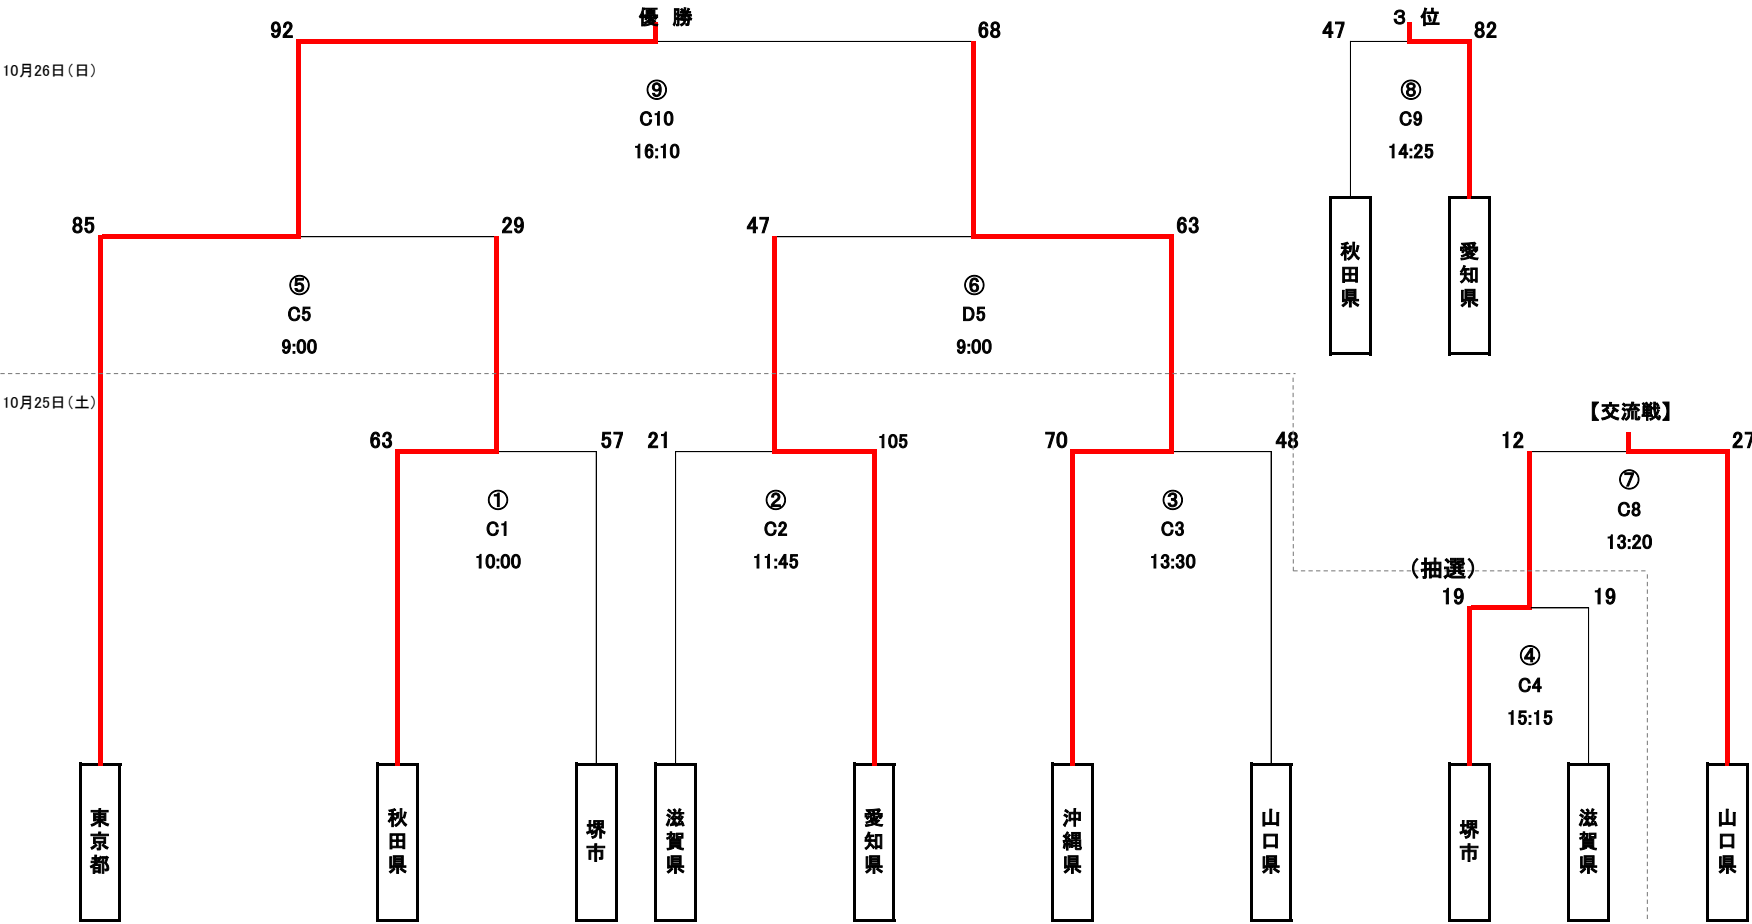 優 勝
３ 位
92
68
47
82
10月26日（日）
⑨
C10
16:10
⑧
C9
14:25
秋田県
愛知県
85
29
47
63
⑤
C5
9:00
⑥
D5
9:00
10月25日（土）
【交流戦】
63
57
21
105
70
48
12
27
①
C1
10:00
②
C2
11:45
③
C3
13:30
⑦
C8
13:20
（抽選）
19
19
④
C4
15:15
東京都
秋田県
堺市
滋賀県
愛知県
沖縄県
山口県
堺市
滋賀県
山口県